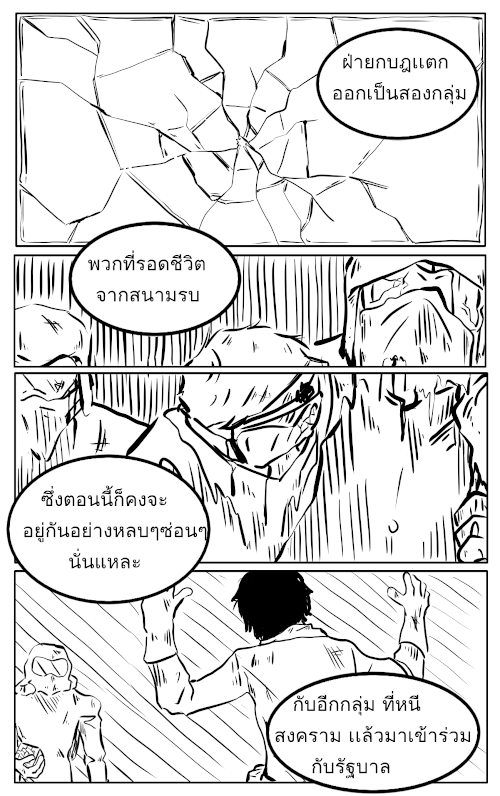 ฝ่ายกบฎแตก
ออกเป็นสองกลุ่ม
พวกที่รอดชีวิต
จากสนามรบ
ซึ่งตอนนี้ก็คงจะ
อยู่กันอย่างหลบๆซ่อนๆ
นั่นแหละ
กับอีกกลุ่ม ที่หนี
สงคราม แล้วมาเข้าร่วม
กับรัฐบาล